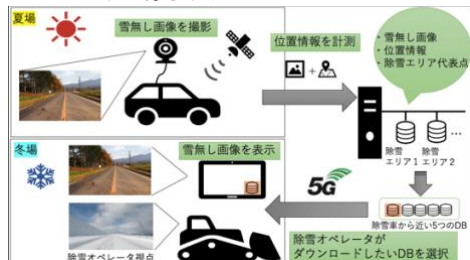 夏場
雪無し画像を撮影
位置情報を計測
+
・雪無し画像
・位置情報
・除雪エリア代表点
除雪
エリア1
除雪
エリア2
…
冬場
雪無し画像を表示
5G
除雪車から近い5つのDB
除雪オペレータ視点
除雪オペレータが
ダウンロードしたいDBを選択